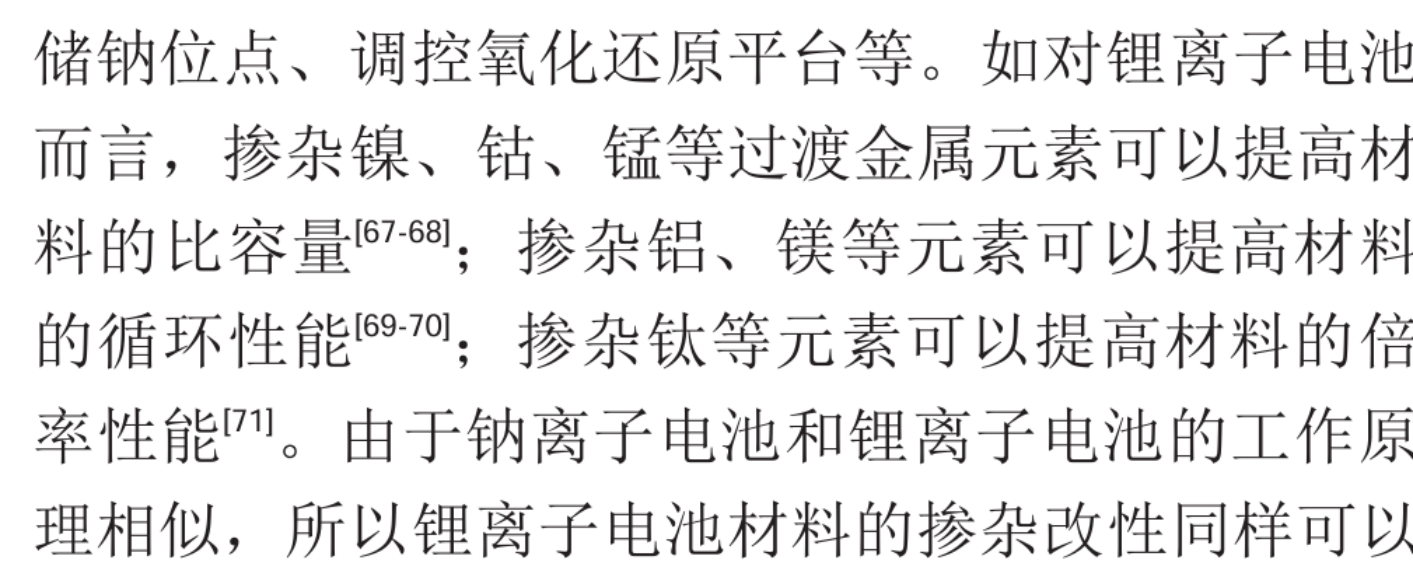 储钠位点、调控氧化还原平台等。如对锂离子电池
而言，掺杂镍、钴、锰等过渡金属元素可以提高材
料的比容量[67-68]；掺杂铝、镁等元素可以提高材料
的循环性能[69-70]；掺杂钛等元素可以提高材料的倍
率性能[71]。由于钠离子电池和锂离子电池的工作原
理相似，所以锂离子电池材料的掺杂改性同样可以